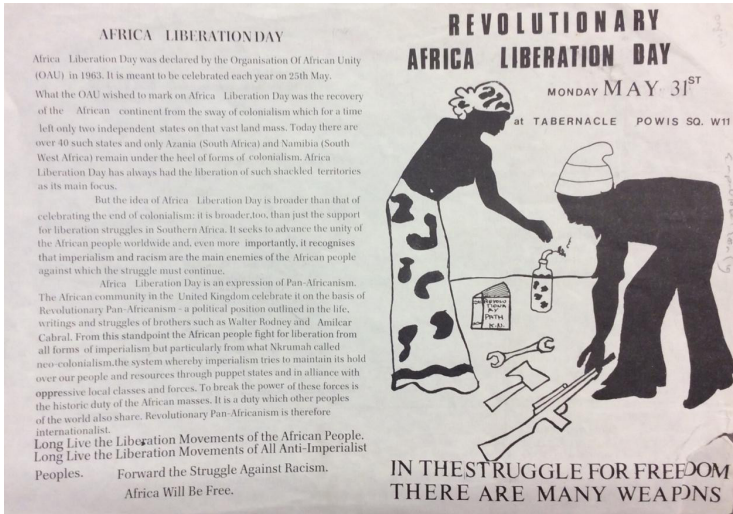 AFRICA LIBERATION DAY
Africa Liberation Day was declared by the Organisation Of African Unity
(OAU) in 1963. It is meant to be celebrated each year on 25th May.
What the OAU wished to mark on Africa Liberation Day was the recovery
of the African continent from the sway of colonialism which for a time
left only two independent states on that vast land mass. Today there are
over 40 such states and only Azania (South Africa) and Namibia (South
West Africa) remain under the heel of forms of colonialism. Africa
Liberation Day has always had the liberation of such shackled territories
as its main focus.
But the idea of Africa Liberation Day is broader than that of
celebrating the end of colonialism: it is broader,too, than just the support
for liberation struggles in Southern Africa. It seeks to advance the unity of
the African people worldwide and, even more importantly, it recognises
that imperialism and racism are the main enemies of the African people
against which the struggle must continue.
Africa Liberation Day is an expression of Pan-Africanism.
The African community in the United Kingdom celebrate it on the basis of
Revolutionary Pan-Africanism - a political position outlined in the life,
writings and struggles of brothers such as Walter Rodney and Amilcar
Cabral. From this standpoint the African people fight for liberation from
all forms of imperialism but particularly from what Nkrumah called
neo-colonialism,the system whereby imperialism tries to maintain its hold
over our people and resources through puppet states and in alliance with
oppressive local classes and forces. To break the power of these forces is
the historic duty of the African masses. It is a duty which other peoples
of the world also share. Revolutionary Pan-Africanism is therefore
internationalist.
Long Live the Liberation Movements of the African People.
Long Live the Liberation Movements of All Anti-Imperialist
Peoples. Forward the Struggle Against Racism.
Africa Will Be Free.
REVOLUTIONARY
AFRICA LIBERATION DAY
MONDAY MAY 31ST
at TABERNACLE POWIS SQ. W11
REVOLU
TIONA
RY
PATH
K.N.
IN THE STRUGGLE FOR FREEDOM
THERE ARE MANY WEAPONS